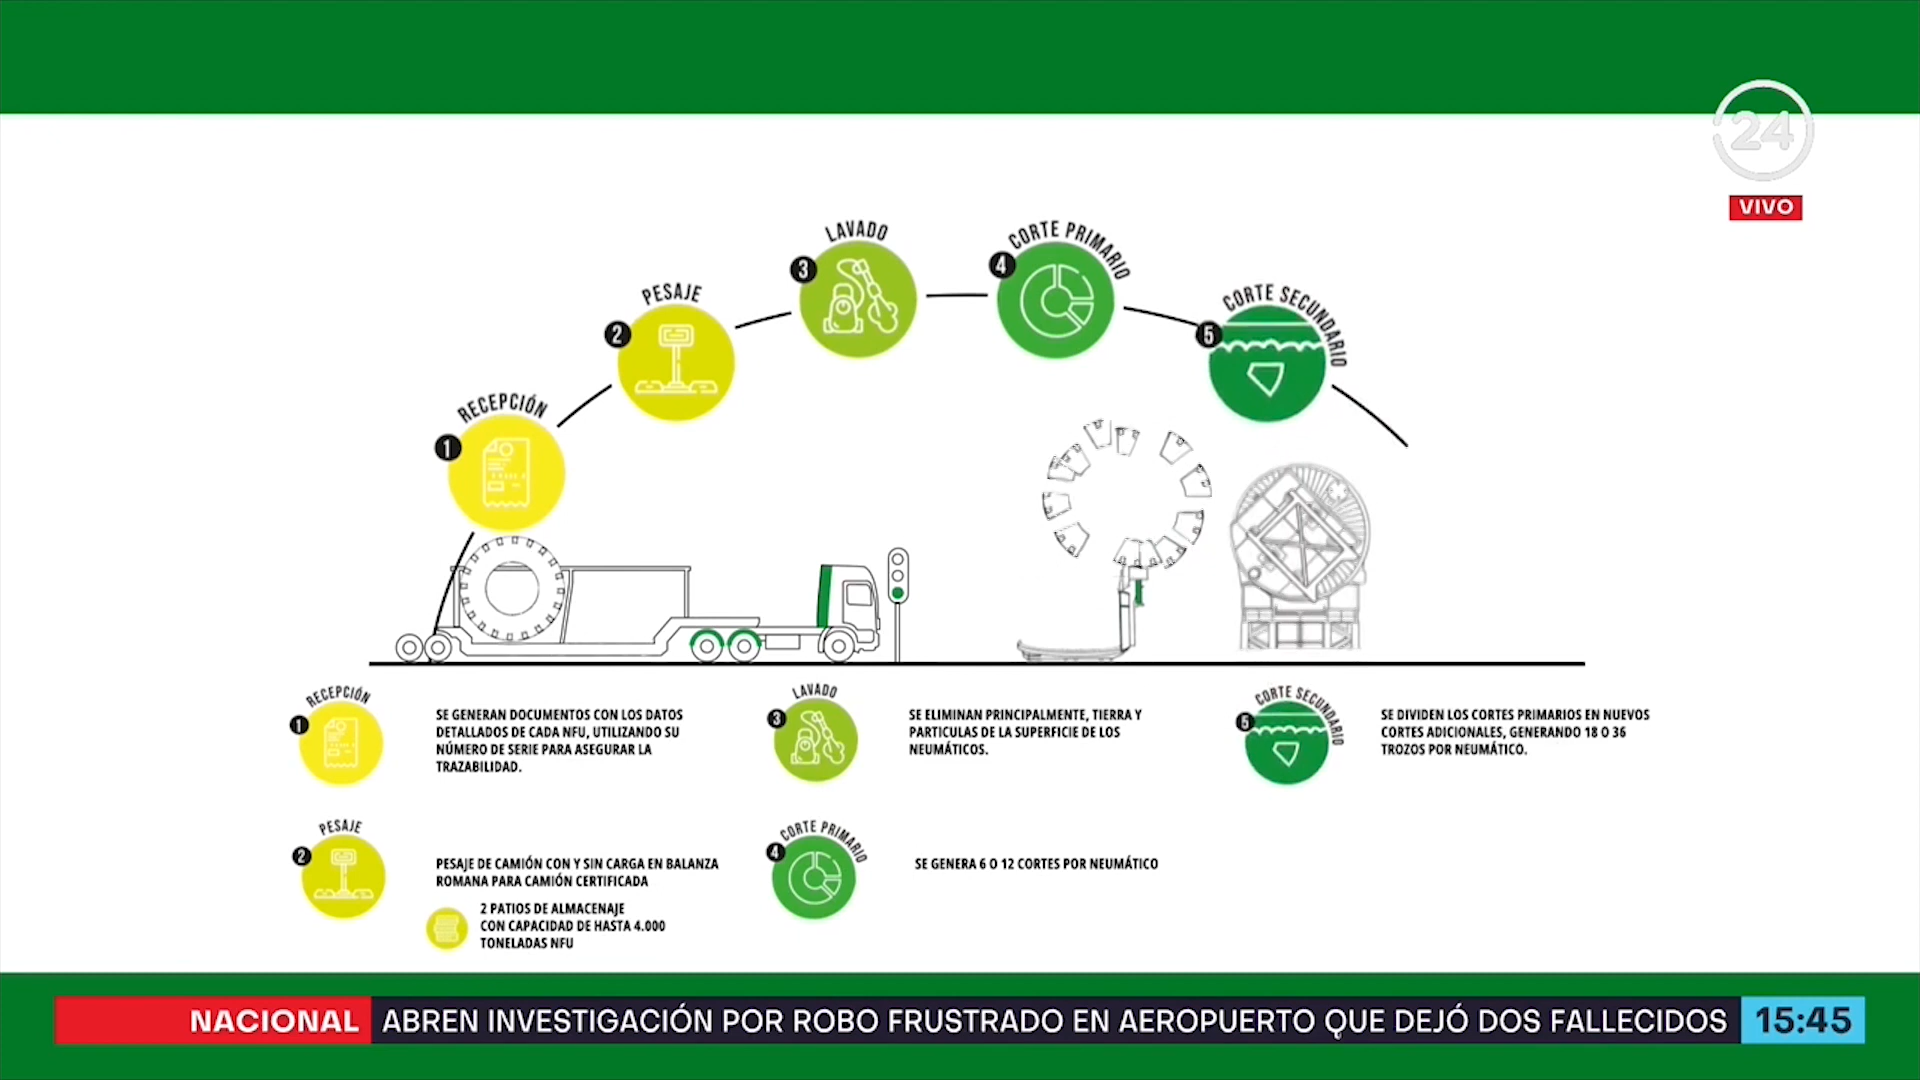 24
VIVO
LAVADO
3
CORTE PRIMARIO
4
PESAJE
2
CORTE SECUNDARIO
5
RECEPCIÓN
1
RECEPCIÓN
1
SE GENERAN DOCUMENTOS CON LOS DATOS
DETALLADOS DE CADA NFU, UTILIZANDO SU
NÚMERO DE SERIE PARA ASEGURAR LA
TRAZABILIDAD.
PESAJE
2
PESAJE DE CAMIÓN CON Y SIN CARGA EN BALANZA
ROMANA PARA CAMIÓN CERTIFICADA
2 PATIOS DE ALMACENAJE
CON CAPACIDAD DE HASTA 4.000
TONELADAS NFU
LAVADO
3
SE ELIMINAN PRINCIPALMENTE, TIERRA Y
PARTICULAS DE LA SUPERFICIE DE LOS
NEUMÁTICOS.
CORTE PRIMARIO
4
SE GENERA 6 O 12 CORTES POR NEUMÁTICO
CORTE SECUNDARIO
5
SE DIVIDEN LOS CORTES PRIMARIOS EN NUEVOS
CORTES ADICIONALES, GENERANDO 18 O 36
TROZOS POR NEUMÁTICO.
NACIONAL
ABREN INVESTIGACIÓN POR ROBO FRUSTRADO EN AEROPUERTO QUE DEJÓ DOS FALLECIDOS
15:45